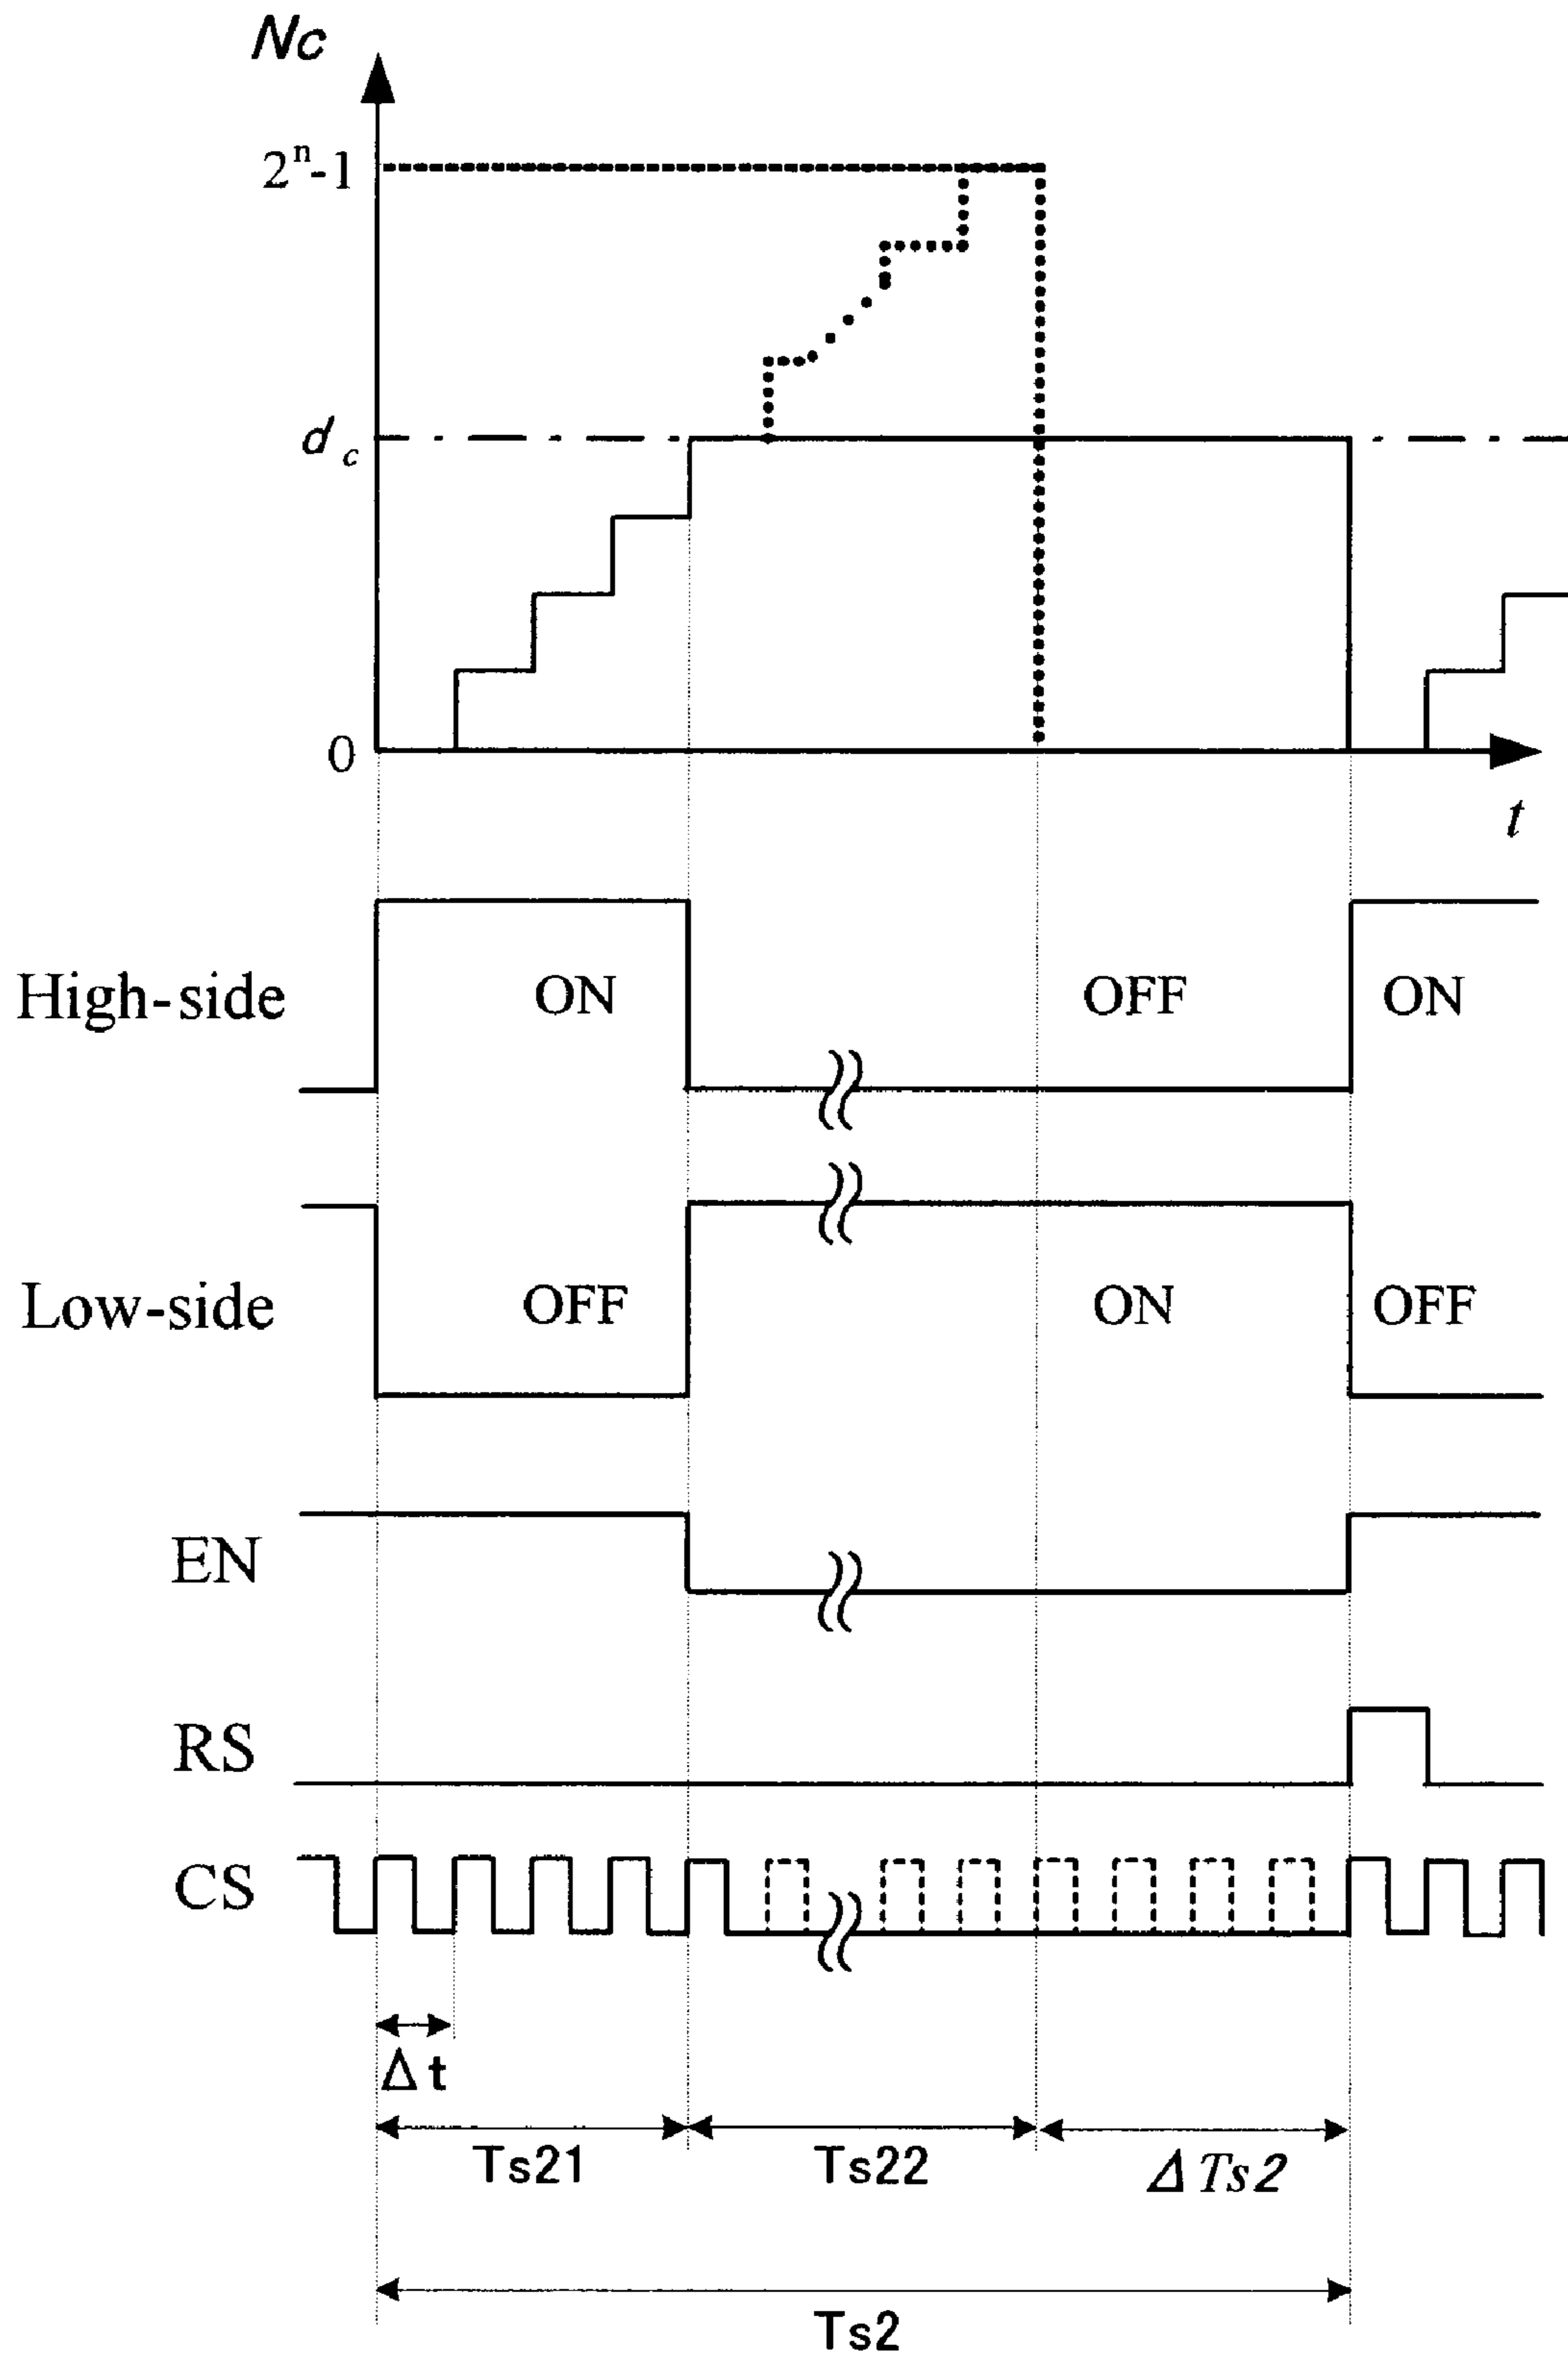 Nc
2ⁿ-1
d c
0
t
High-side ON OFF ON
Low-side OFF ON OFF
EN
RS
CS
Δt
Ts21 Ts22 ΔTs2
Ts2